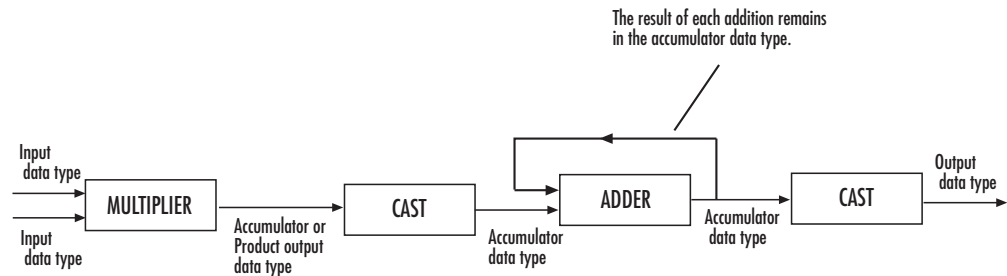 The result of each addition remains
in the accumulator data type.
Input
data type
MULTIPLIER
Input
data type
Accumulator or
Product output
data type
CAST
Accumulator
data type
ADDER
Accumulator
data type
CAST
Output
data type